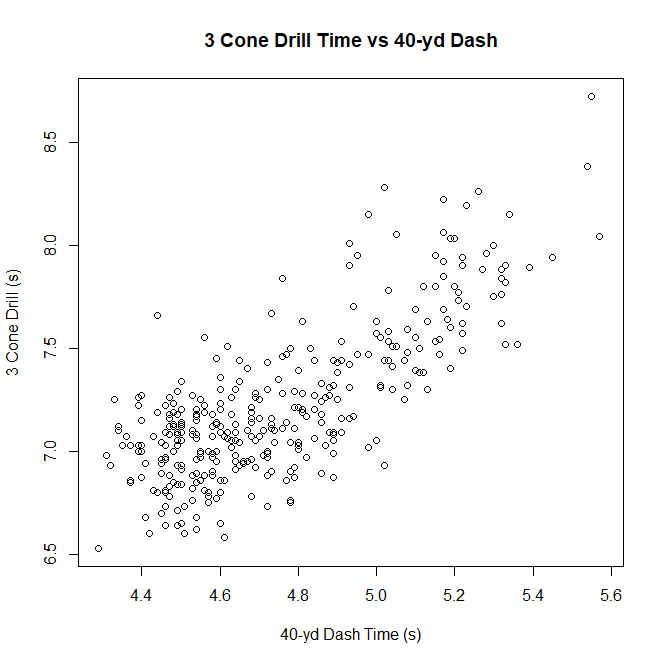 3 Cone Drill Time vs 40-yd Dash
8.5
8.0
7.5
7.0
6.5
3 Cone Drill (s)
4.4 4.6 4.8 5.0 5.2 5.4 5.6
40-yd Dash Time (s)